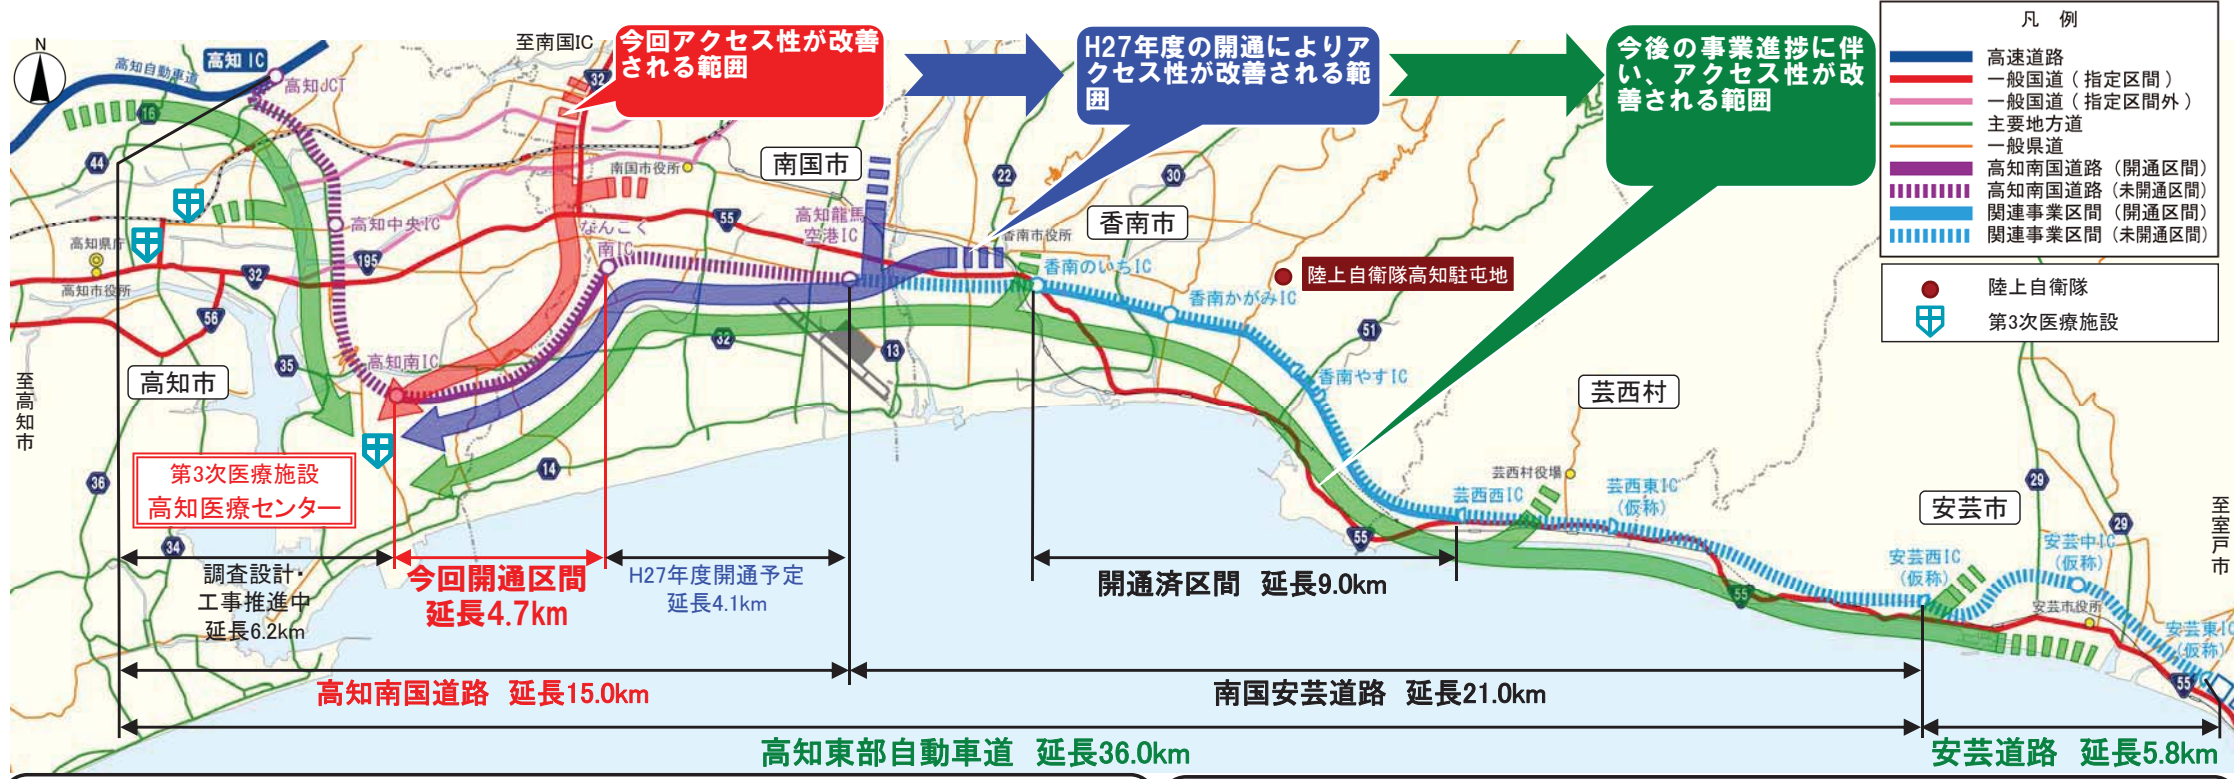 至南国IC
今回アクセス性が改善
される範囲
H27年度の開通によりア
クセス性が改善される範
囲
今後の事業進捗に伴
い、アクセス性が改
善される範囲
凡 例
高速道路
一般国道(指定区間)
一般国道(指定区間外)
主要地方道
一般県道
高知南国道路(開通区間)
高知南国道路(未開通区間)
関連事業区間(開通区間)
関連事業区間(未開通区間)
陸上自衛隊
第3次医療施設
N
高知自動車道
高知IC
高知JCT
16
32
44
南国市役所
南国市
22
30
高知中央IC
なんこく
南IC
55
高知龍馬
空港IC
香南市役所
香南市
高知県庁
高知市役所
195
32
56
香南のいちIC
陸上自衛隊高知駐屯地
香南かがみIC
51
32
13
高知南IC
35
高知市
至高知市
香南やすIC
芸西村
36
第3次医療施設
高知医療センター
14
34
芸西村役場
芸西西IC
芸西東IC
(仮称)
55
安芸市
29
29
至室戸市
安芸西IC
(仮称)
安芸中IC
(仮称)
安芸市役所
安芸東IC
(仮称)
55
55
調査設計・
工事推進中
延長6.2km
今回開通区間
延長4.7km
H27年度開通予定
延長4.1km
開通済区間 延長9.0km
高知南国道路 延長15.0km
南国安芸道路 延長21.0km
高知東部自動車道 延長36.0km
安芸道路 延長5.8km